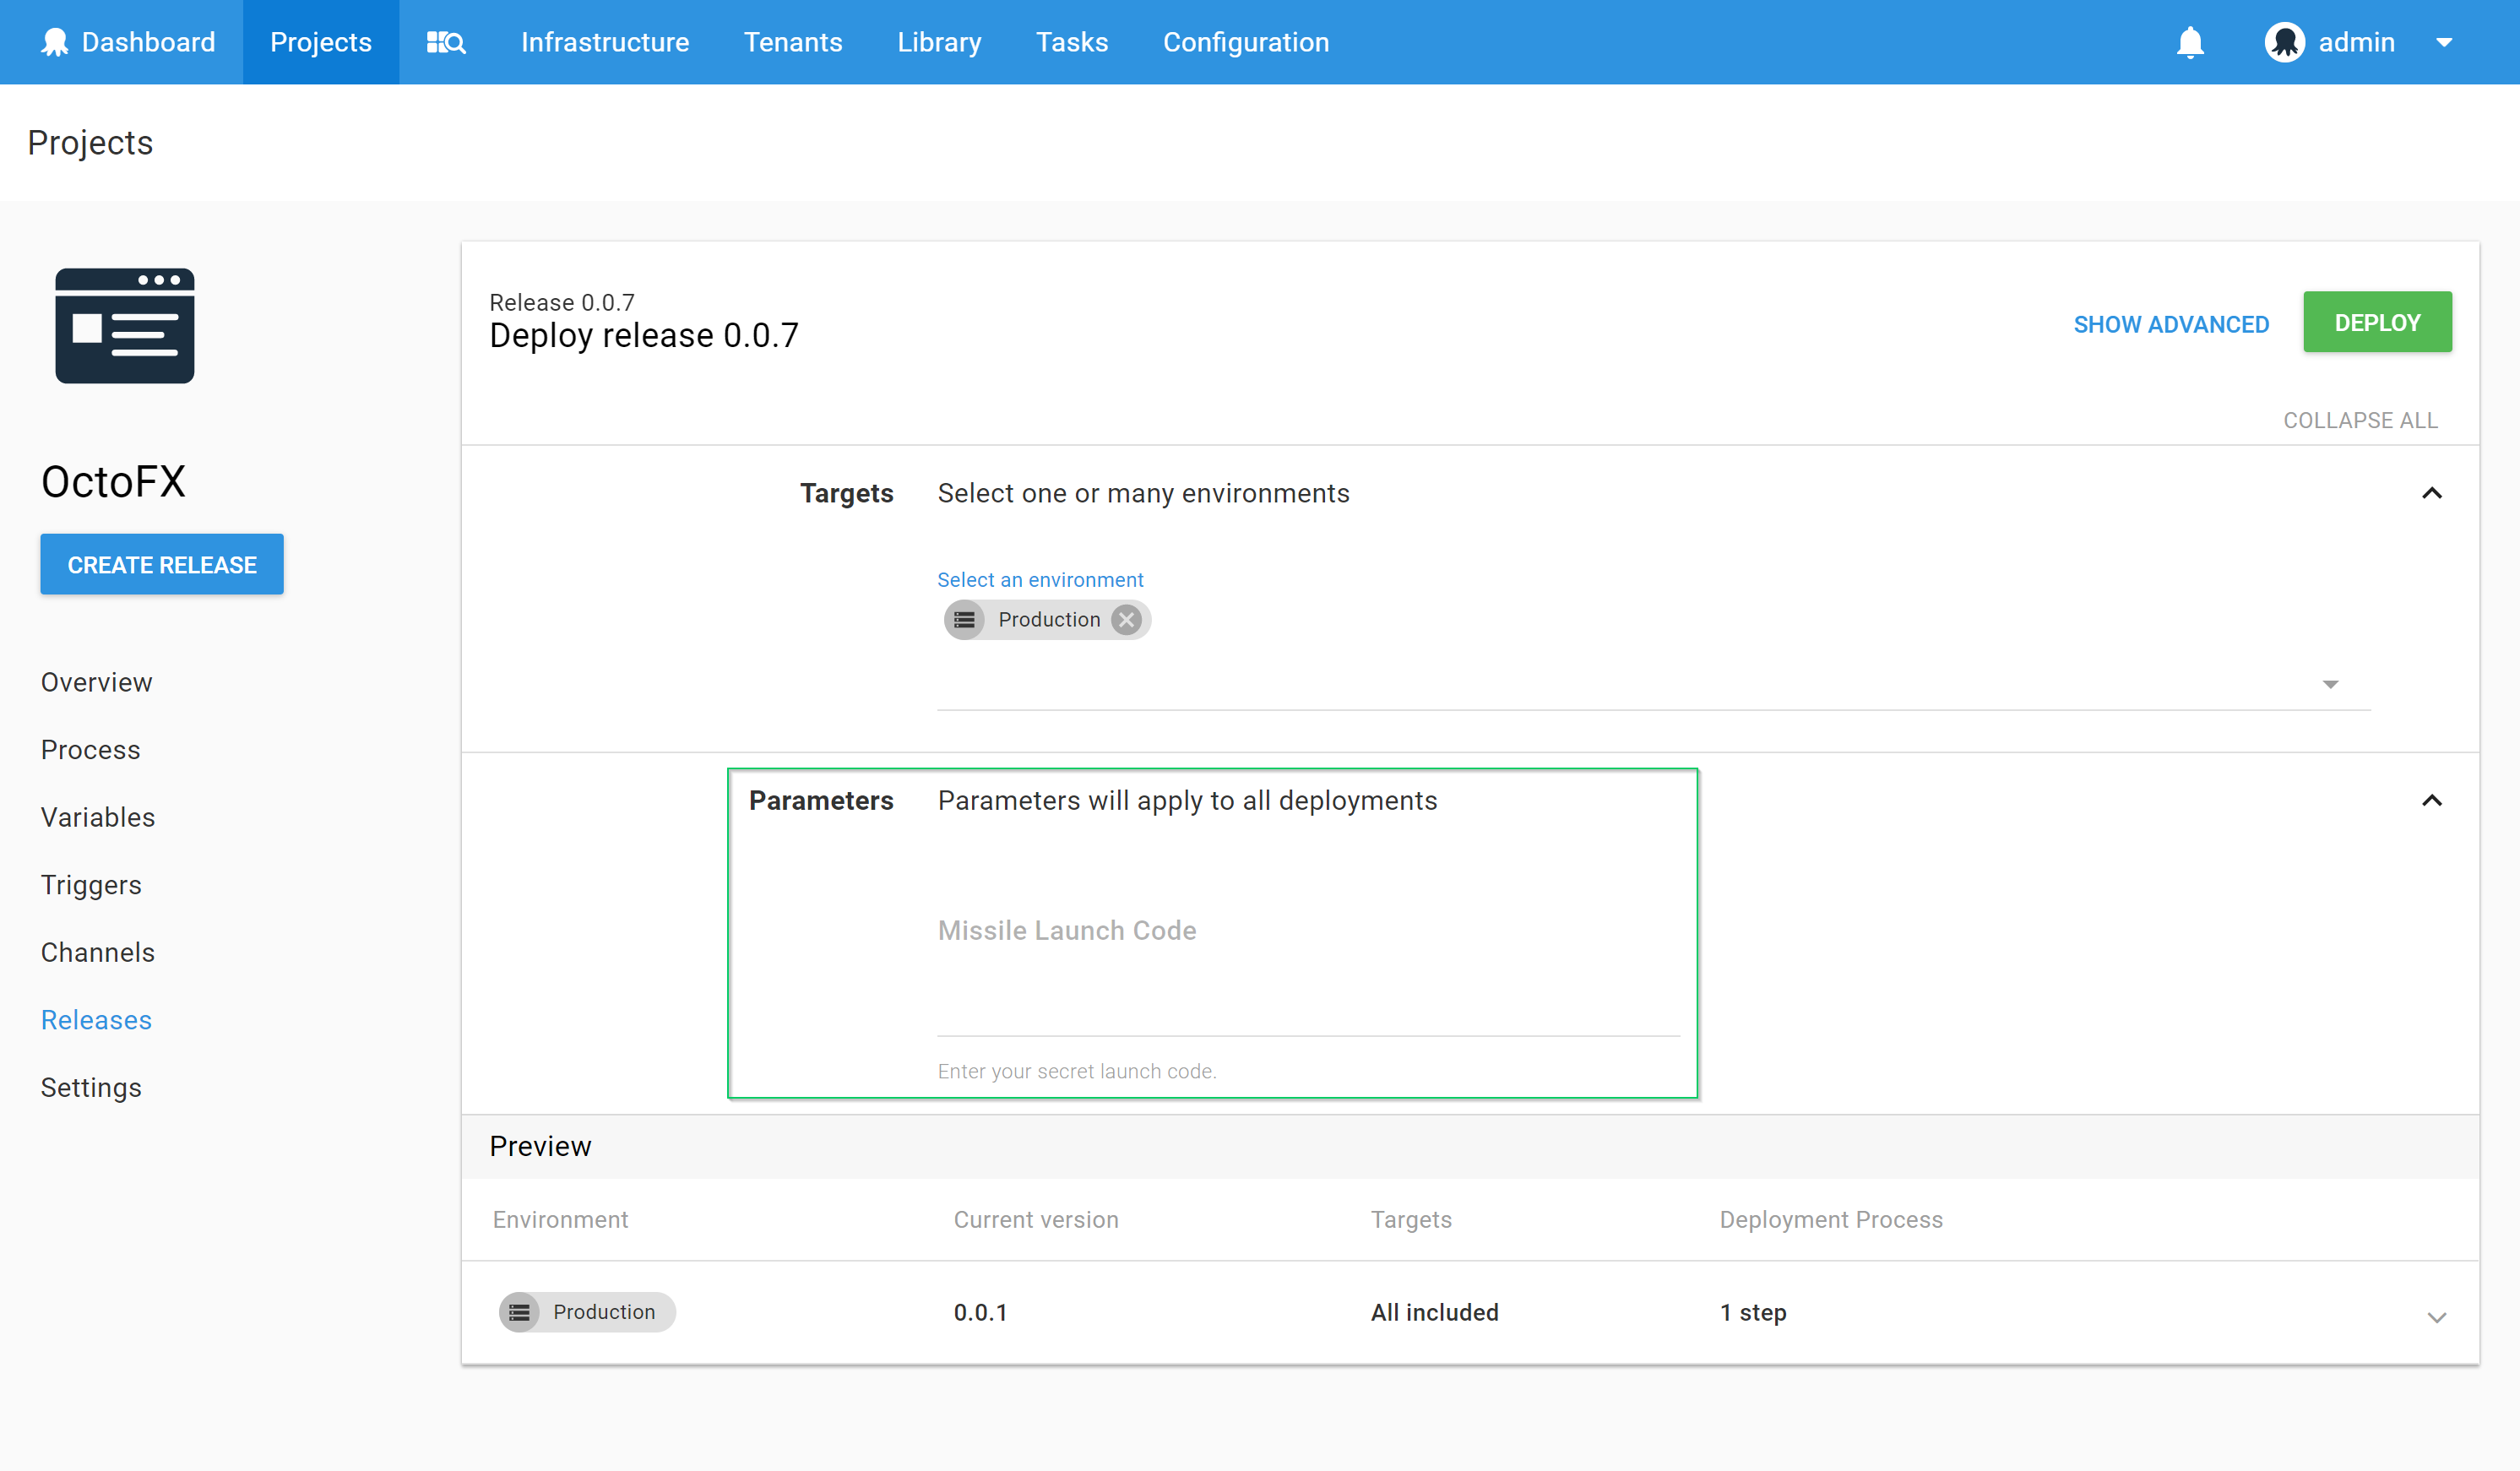 Dashboard Projects Infrastructure Tenants Library Tasks Configuration admin
Projects
OctoFX
CREATE RELEASE
Overview
Process
Variables
Triggers
Channels
Releases
Settings
Release 0.0.7
Deploy release 0.0.7
SHOW ADVANCED DEPLOY
COLLAPSE ALL
Targets Select one or many environments
Select an environment
Production
Parameters Parameters will apply to all deployments
Missile Launch Code
Enter your secret launch code.
Preview
Environment Current version Targets Deployment Process
Production 0.0.1 All included 1 step